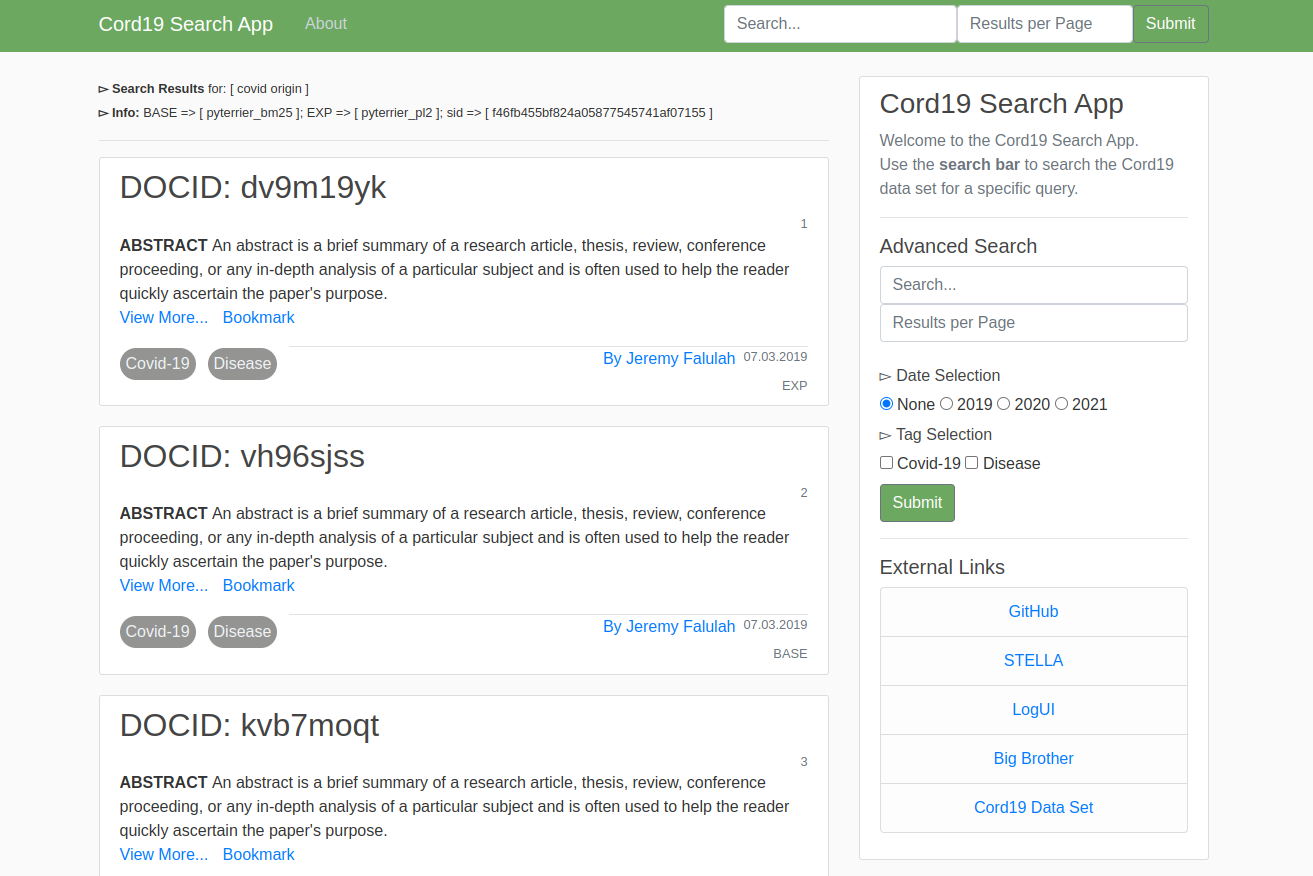 Cord19 Search App About Search... Results per Page Submit
▻ Search Results for: [ covid origin ]
▻ Info: BASE => [ pyterrier_bm25 ]; EXP => [ pyterrier_pl2 ]; sid => [ f46fb455bf824a05877545741af07155 ]
DOCID: dv9m19yk
1
ABSTRACT An abstract is a brief summary of a research article, thesis, review, conference
proceeding, or any in-depth analysis of a particular subject and is often used to help the reader
quickly ascertain the paper's purpose.
View More... Bookmark
Covid-19 Disease By Jeremy Falulah 07.03.2019
EXP
DOCID: vh96sjss
2
ABSTRACT An abstract is a brief summary of a research article, thesis, review, conference
proceeding, or any in-depth analysis of a particular subject and is often used to help the reader
quickly ascertain the paper's purpose.
View More... Bookmark
Covid-19 Disease By Jeremy Falulah 07.03.2019
BASE
DOCID: kvb7moqt
3
ABSTRACT An abstract is a brief summary of a research article, thesis, review, conference
proceeding, or any in-depth analysis of a particular subject and is often used to help the reader
quickly ascertain the paper's purpose.
View More... Bookmark
Cord19 Search App
Welcome to the Cord19 Search App.
Use the search bar to search the Cord19
data set for a specific query.
Advanced Search
Search...
Results per Page
▻ Date Selection
None 2019 2020 2021
▻ Tag Selection
Covid-19 Disease
Submit
External Links
GitHub
STELLA
LogUI
Big Brother
Cord19 Data Set